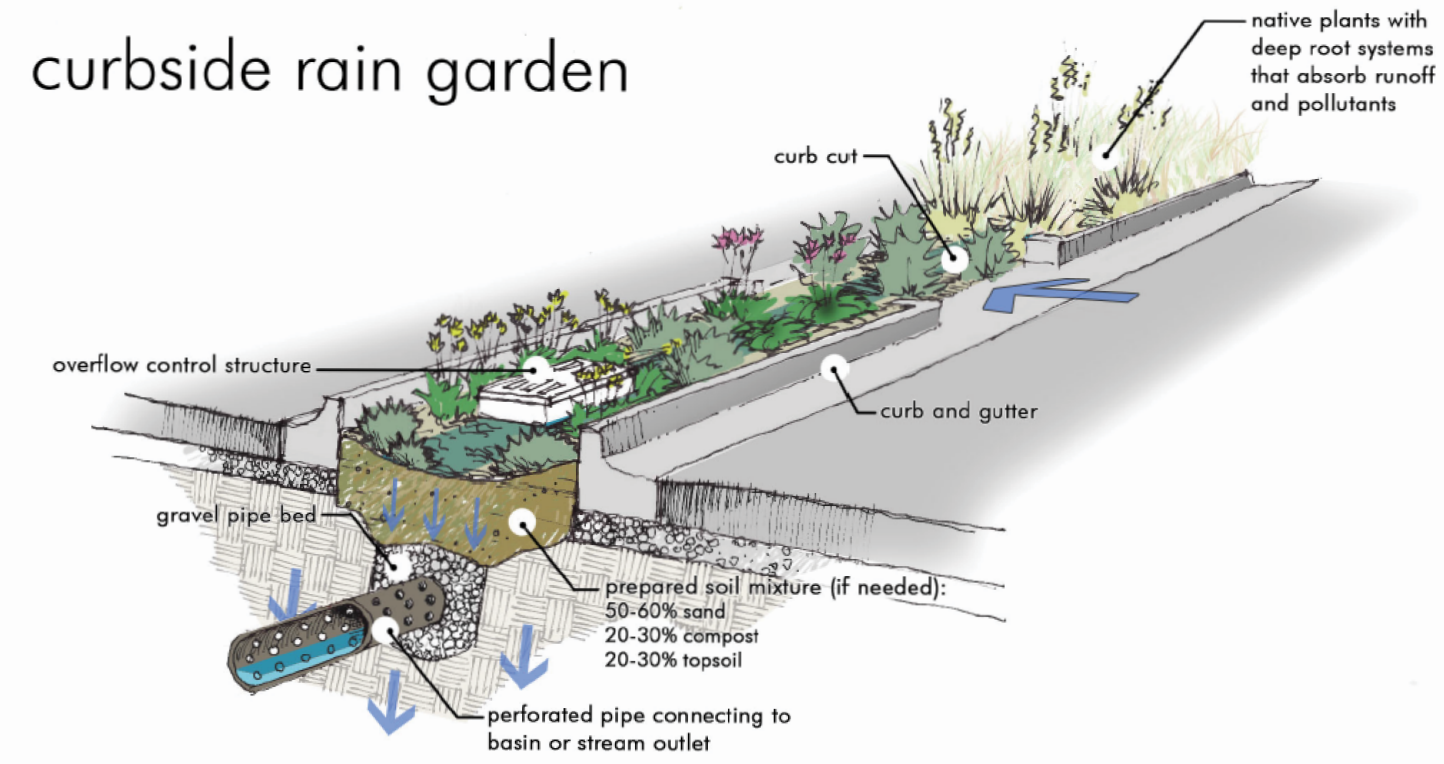 curbside rain garden
native plants with
deep root systems
that absorb runoff
and pollutants
curb cut
overflow control structure
curb and gutter
gravel pipe bed
prepared soil mixture (if needed):
50-60% sand
20-30% compost
20-30% topsoil
perforated pipe connecting to
basin or stream outlet